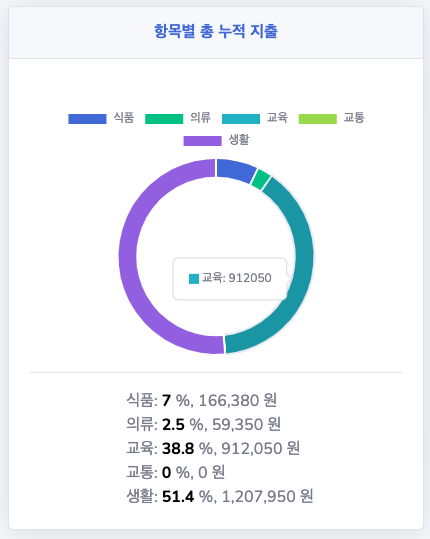 항목별 총 누적 지출
식품 의류 교육 교통
생활
교육: 912050
식품: 7 %, 166,380 원
의류: 2.5 %, 59,350 원
교육: 38.8 %, 912,050 원
교통: 0 %, 0 원
생활: 51.4 %, 1,207,950 원